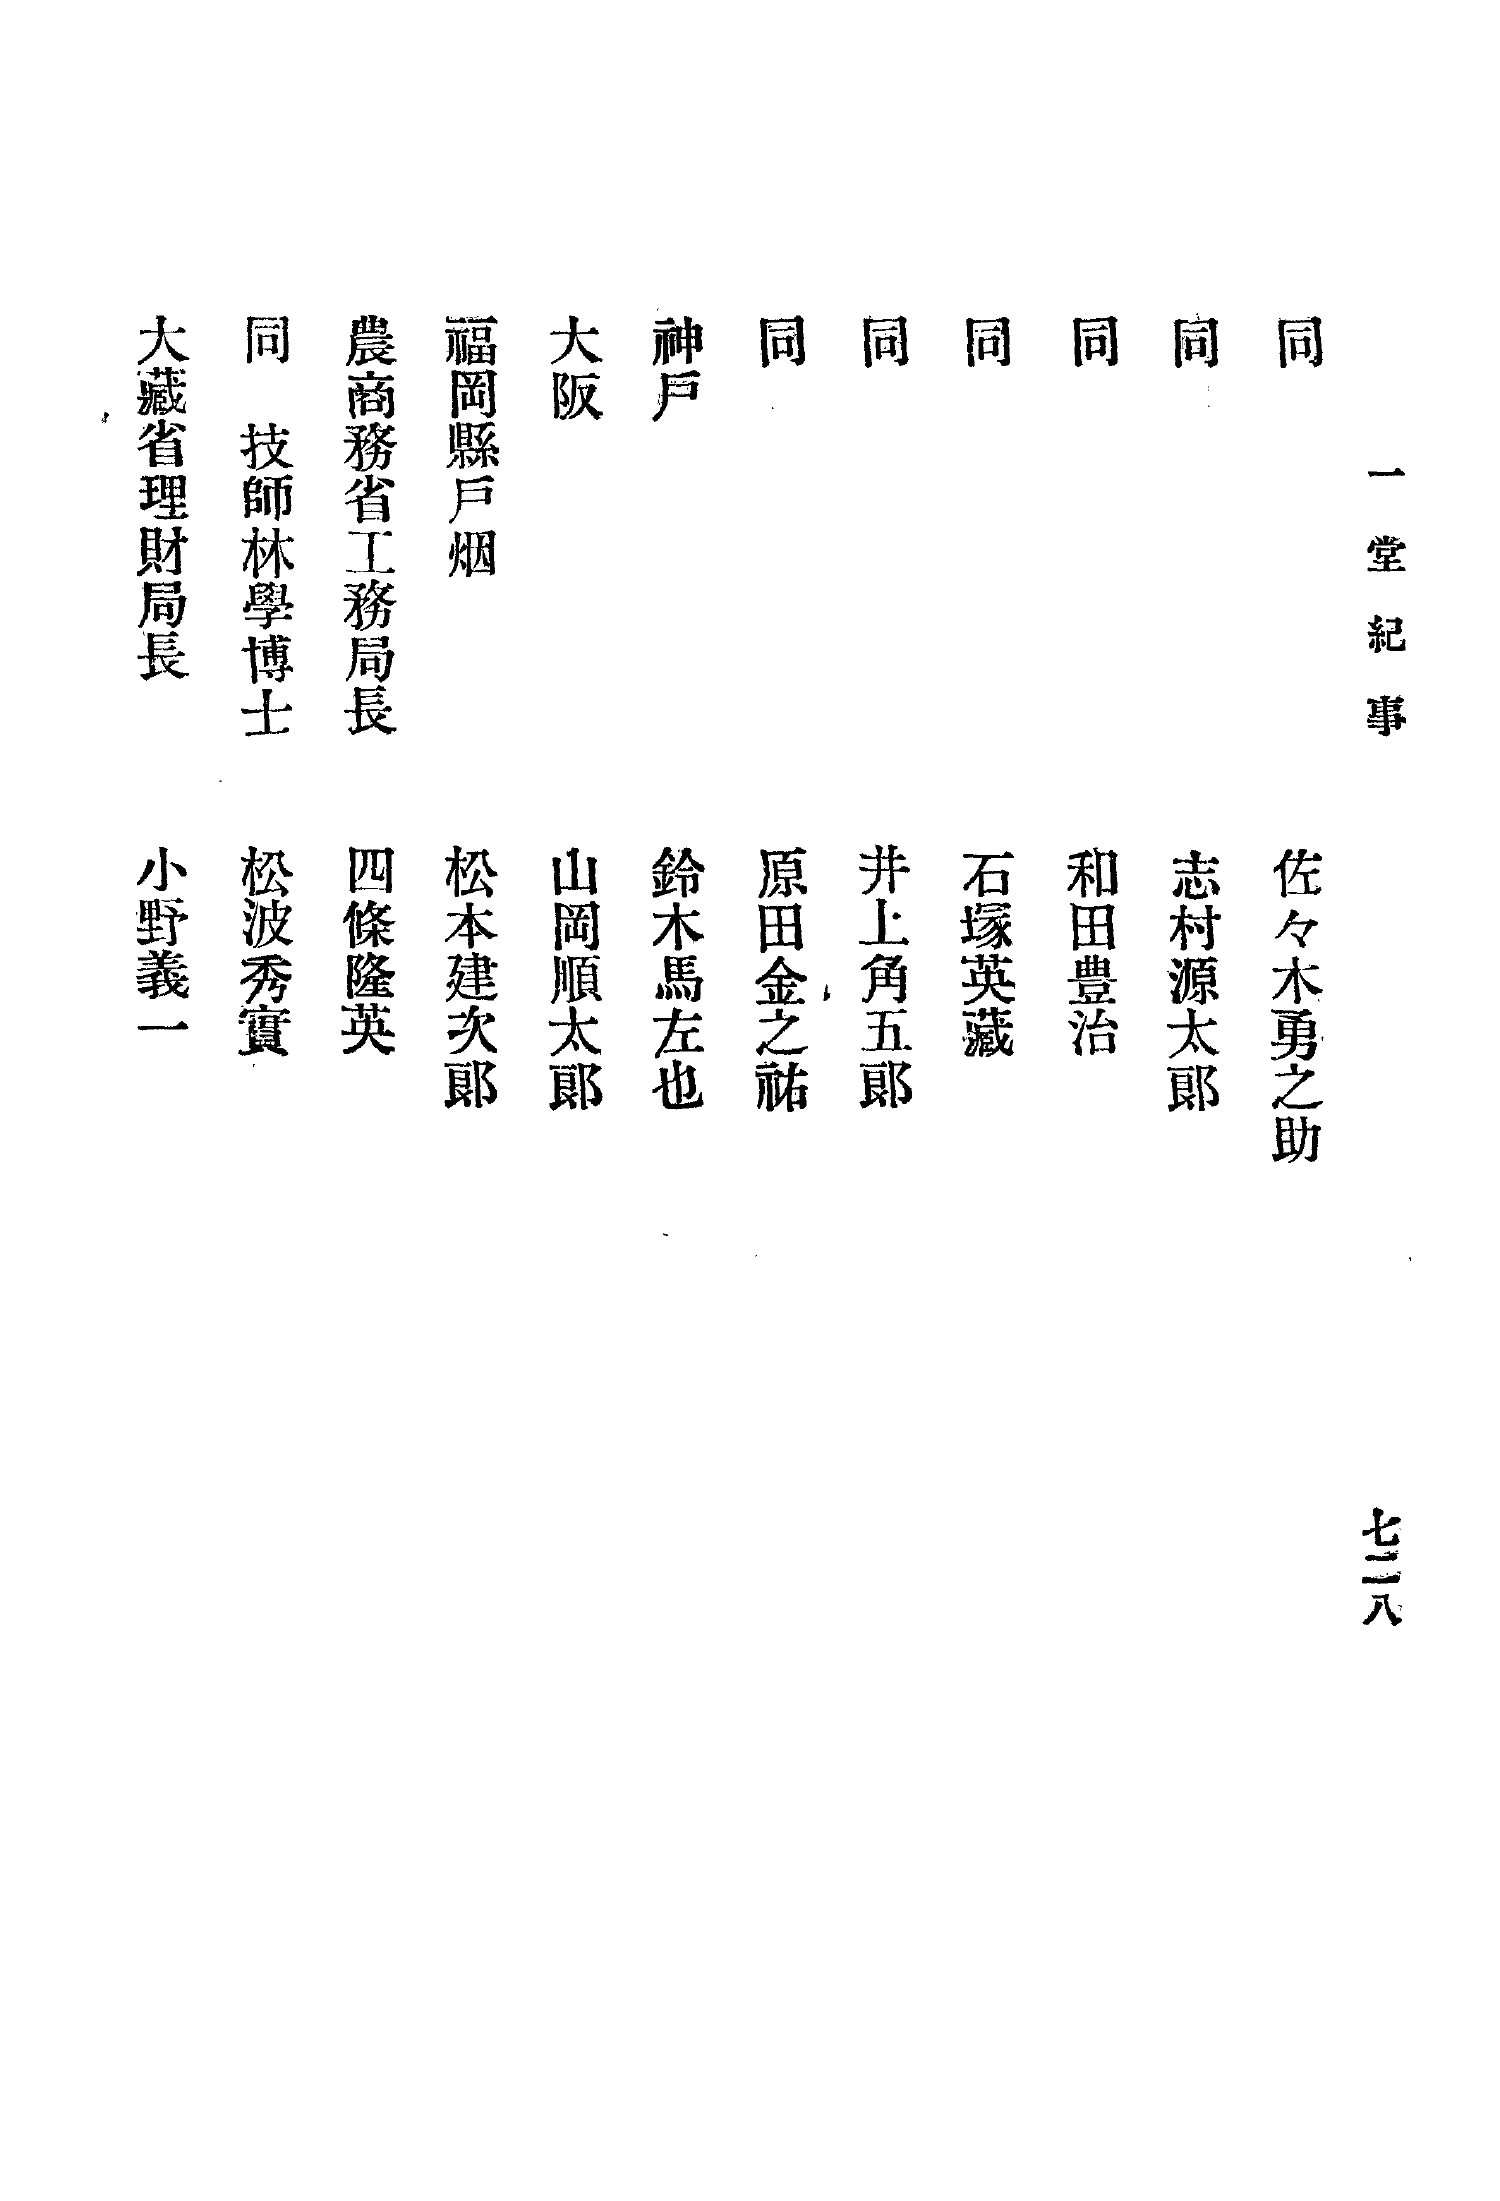 一堂紀事　七二八
同　佐々木勇之助
同　志村源太郎
同　和田豊治
同　石塚英藏
同　井上角五郎
同　原田金之祐
神戶　鈴木馬左也
大阪　山岡順太郎
福岡縣戶烟　松本建次郎
農商務省工務局長　四條隆英
同　技師林學博士　松波秀實
大藏省理財局長　小野義一